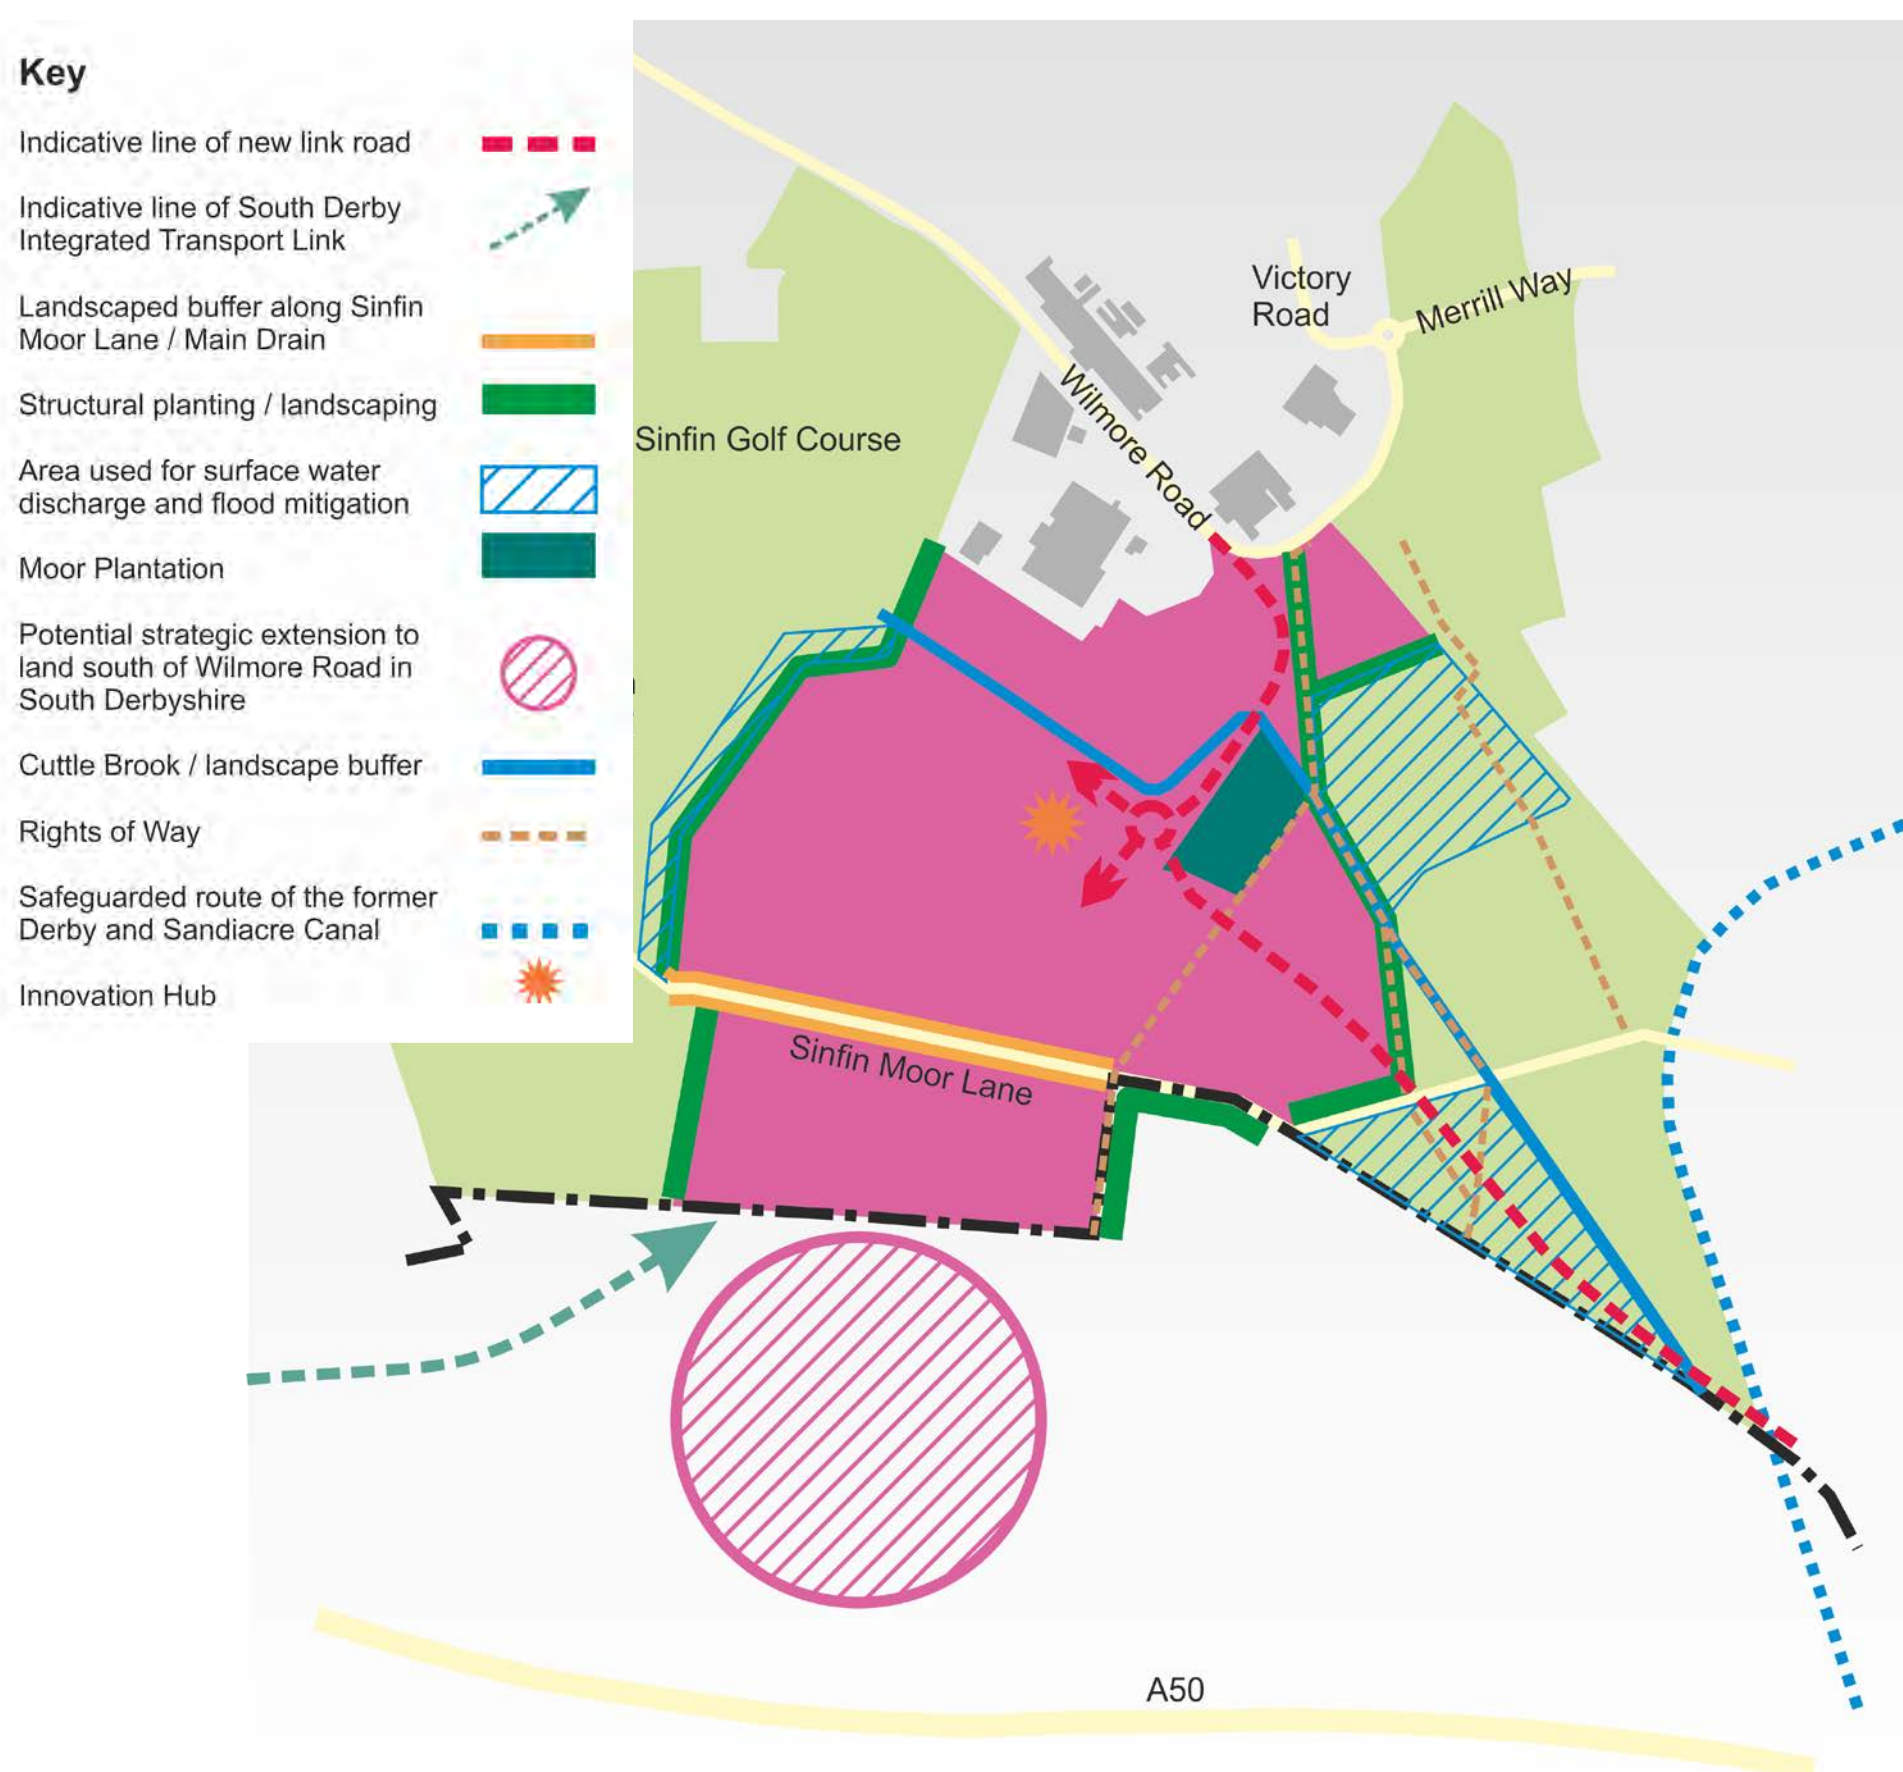 Key
Indicative line of new link road
Indicative line of South Derby
Integrated Transport Link
Landscaped buffer along Sinfin
Moor Lane / Main Drain
Structural planting / landscaping
Area used for surface water
discharge and flood mitigation
Moor Plantation
Potential strategic extension to
land south of Wilmore Road in
South Derbyshire
Cuttle Brook / landscape buffer
Rights of Way
Safeguarded route of the former
Derby and Sandiacre Canal
Innovation Hub
Victory
Road
Merrill Way
Wilmore Road
Sinfin Golf Course
Sinfin Moor Lane
A50